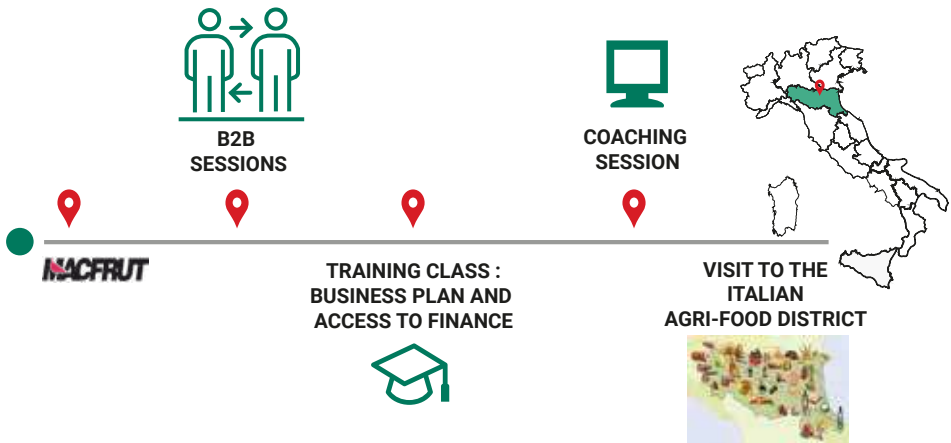 B2B
SESSIONS
COACHING
SESSION
MACFRUT
TRAINING CLASS :
BUSINESS PLAN AND
ACCESS TO FINANCE
VISIT TO THE
ITALIAN
AGRI-FOOD DISTRICT